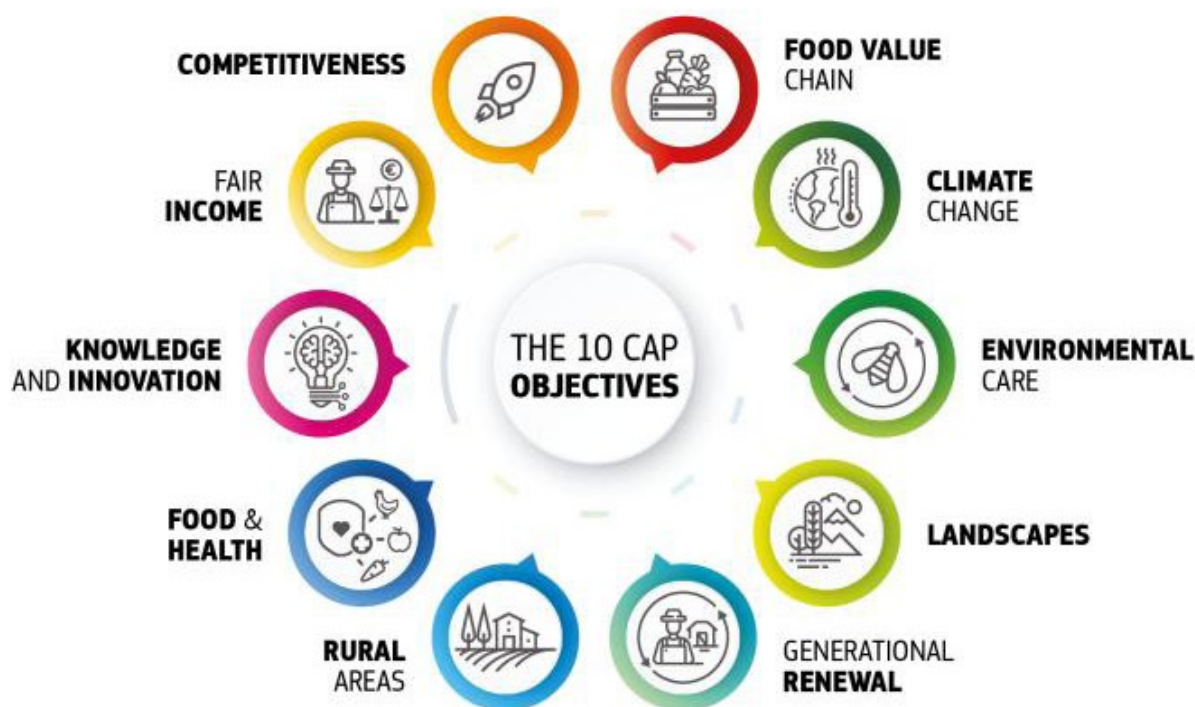 COMPETITIVENESS
FOOD VALUE
CHAIN
FAIR
INCOME
€
CLIMATE
CHANGE
KNOWLEDGE
AND INNOVATION
THE 10 CAP
OBJECTIVES
ENVIRONMENTAL
CARE
FOOD &
HEALTH
LANDSCAPES
RURAL
AREAS
GENERATIONAL
RENEWAL